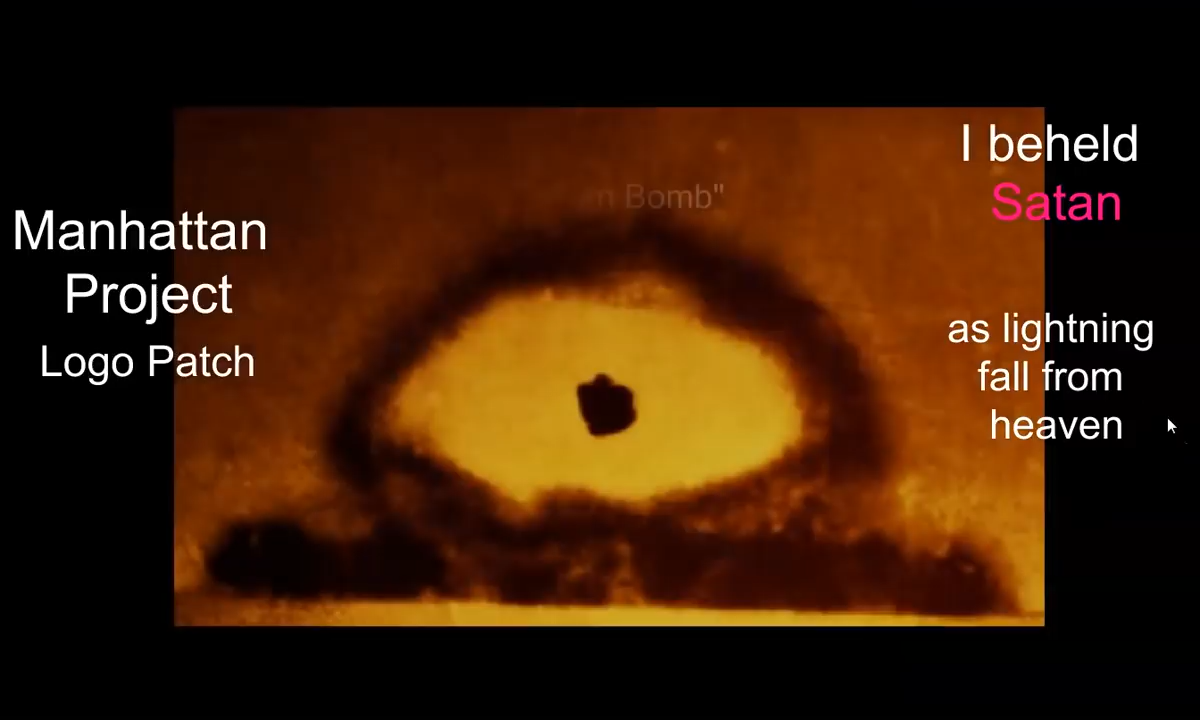 Manhattan
Project
Logo Patch
Bomb"
I beheld
Satan
as lightning
fall from
heaven